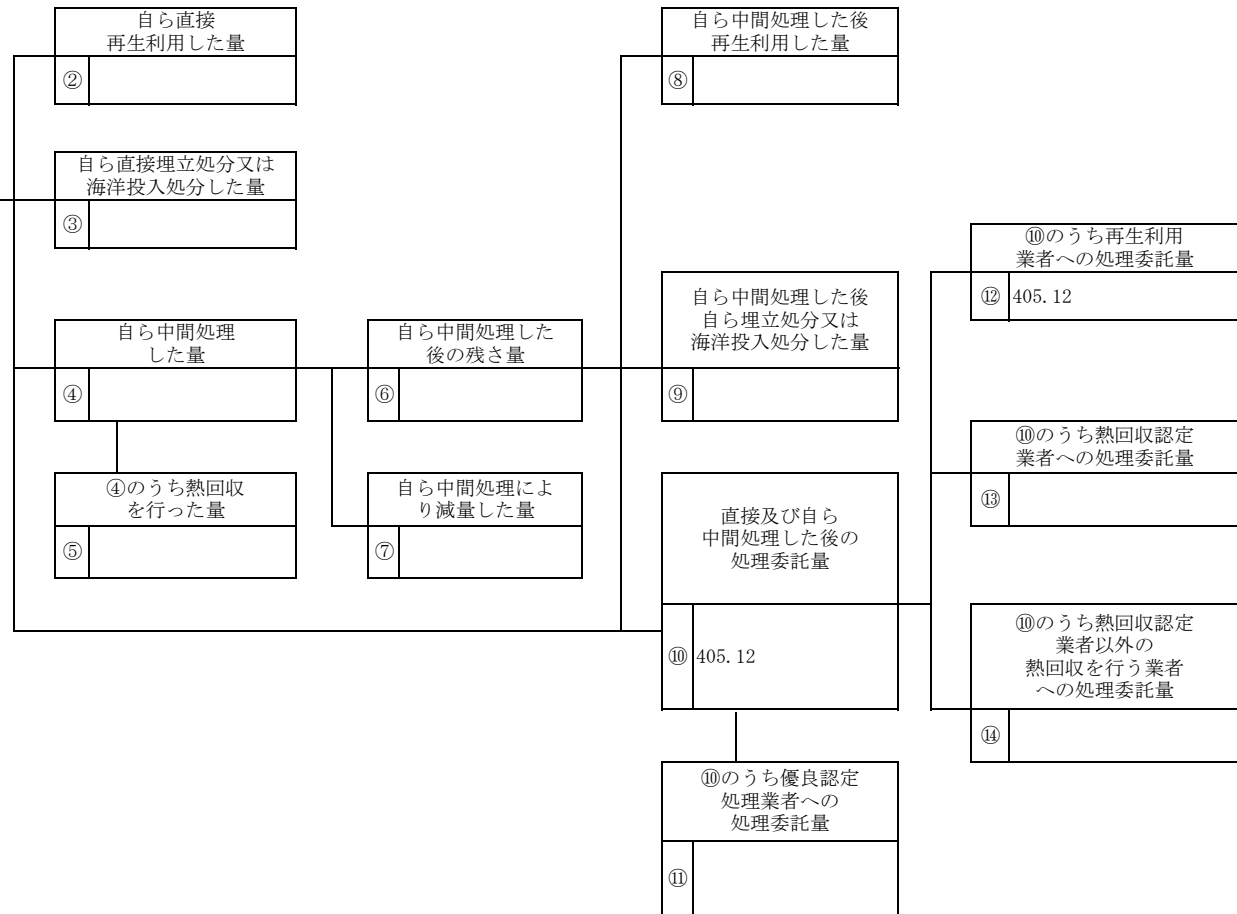 自ら直接
再生利用した量
②
自ら直接埋立処分又は
海洋投入処分した量
③
自ら中間処理
した量
④
④のうち熱回収
を行った量
⑤
自ら中間処理した
後の残さ量
⑥
自ら中間処理によ
り減量した量
⑦
自ら中間処理した後
再生利用した量
⑧
自ら中間処理した後
自ら埋立処分又は
海洋投入処分した量
⑨
直接及び自ら
中間処理した後の
処理委託量
⑩ 405.12
⑩のうち優良認定
処理業者への
処理委託量
⑪
⑩のうち再生利用
業者への処理委託量
⑫ 405.12
⑩のうち熱回収認定
業者への処理委託量
⑬
⑩のうち熱回収認定
業者以外の
熱回収を行う業者
への処理委託量
⑭